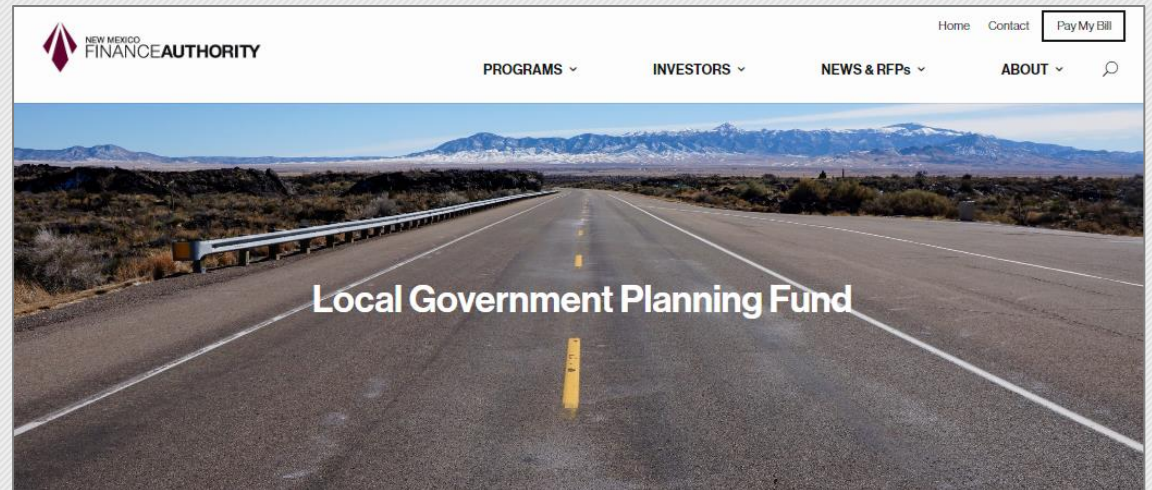 Home Contact Pay My Bill
NEW MEXICO
FINANCEAUTHORITY
PROGRAMS INVESTORS NEWS & RFPs ABOUT
Local Government Planning Fund